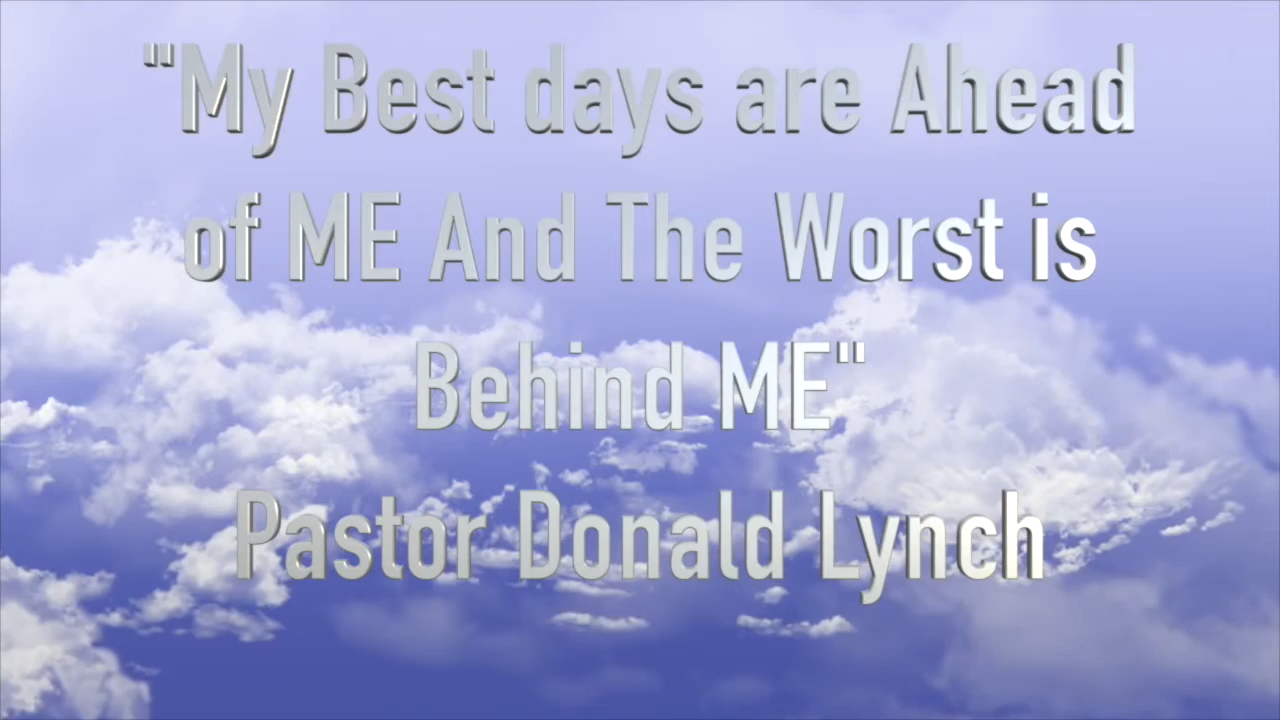 "My Best days are Ahead
of ME And The Worst is
Behind ME"
Pastor Donald Lynch